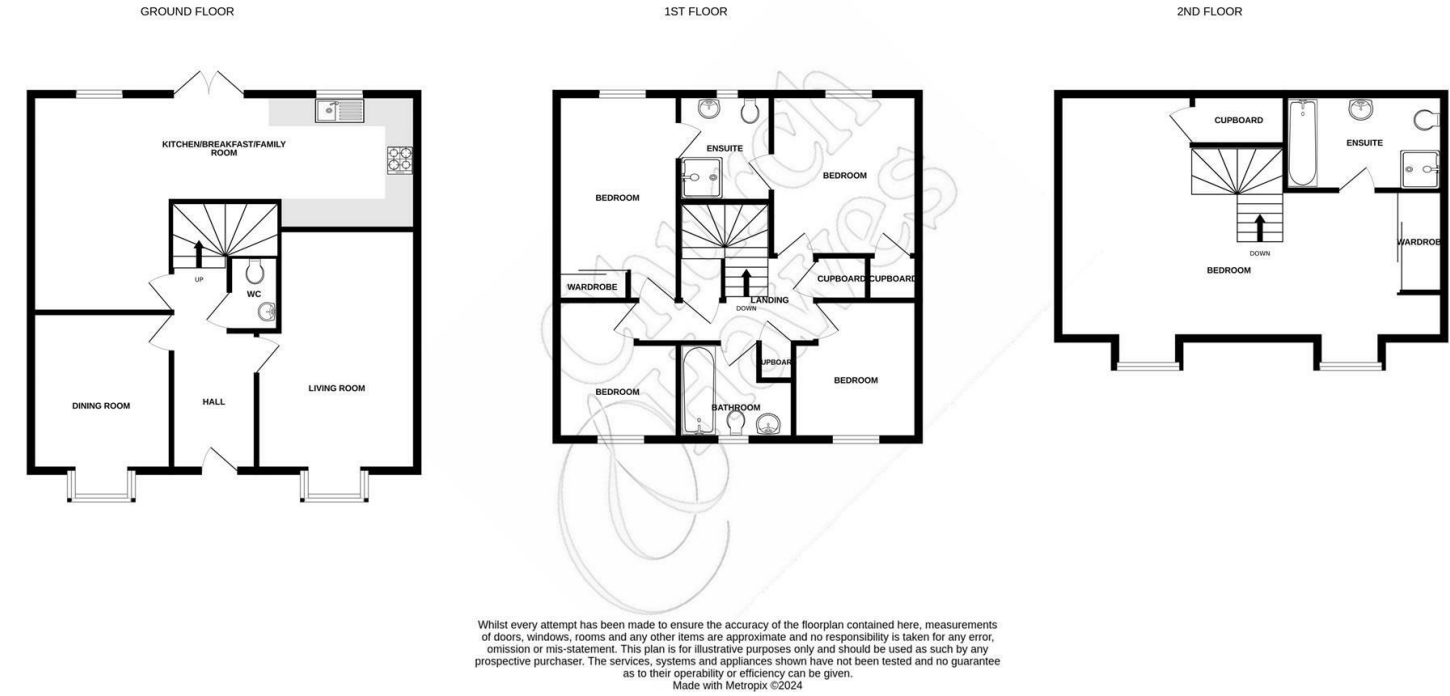 GROUND FLOOR
KITCHEN/BREAKFAST/FAMILY
ROOM
UP
WC
LIVING ROOM
DINING ROOM
HALL
1ST FLOOR
ENSUITE
BEDROOM
BEDROOM
WARDROBE
CUPBOARD
CUPBOARD
LANDING
DOWN
CUPBOARD
BEDROOM
BEDROOM
BATHROOM
2ND FLOOR
CUPBOARD
ENSUITE
WARDROBE
DOWN
BEDROOM
Church
& Hawes
Whilst every attempt has been made to ensure the accuracy of the floorplan contained here, measurements
of doors, windows, rooms and any other items are approximate and no responsibility is taken for any error,
omission or mis-statement. This plan is for illustrative purposes only and should be used as such by any
prospective purchaser. The services, systems and appliances shown have not been tested and no guarantee
as to their operability or efficiency can be given.
Made with Metropix ©2024